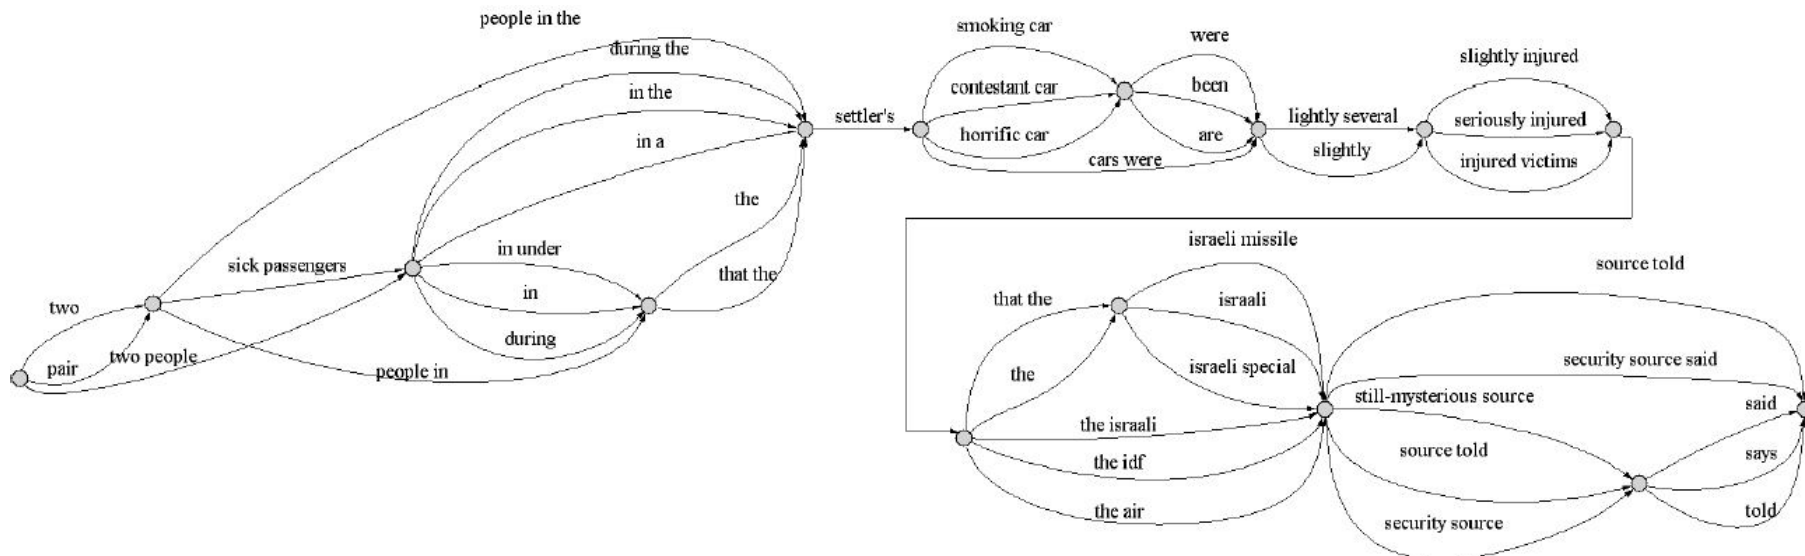 people in the
during the
in the
in a
the
in under
that the
sick passengers
in
two
during
two people
pair
people in
settler's
smoking car
contestant car
horrific car
cars were
were
been
are
lightly several
slightly
slightly injured
seriously injured
injured victims
israeli missile
that the
israali
the
israeli special
the israali
the idf
the air
source told
security source said
still-mysterious source
said
source told
says
security source
told